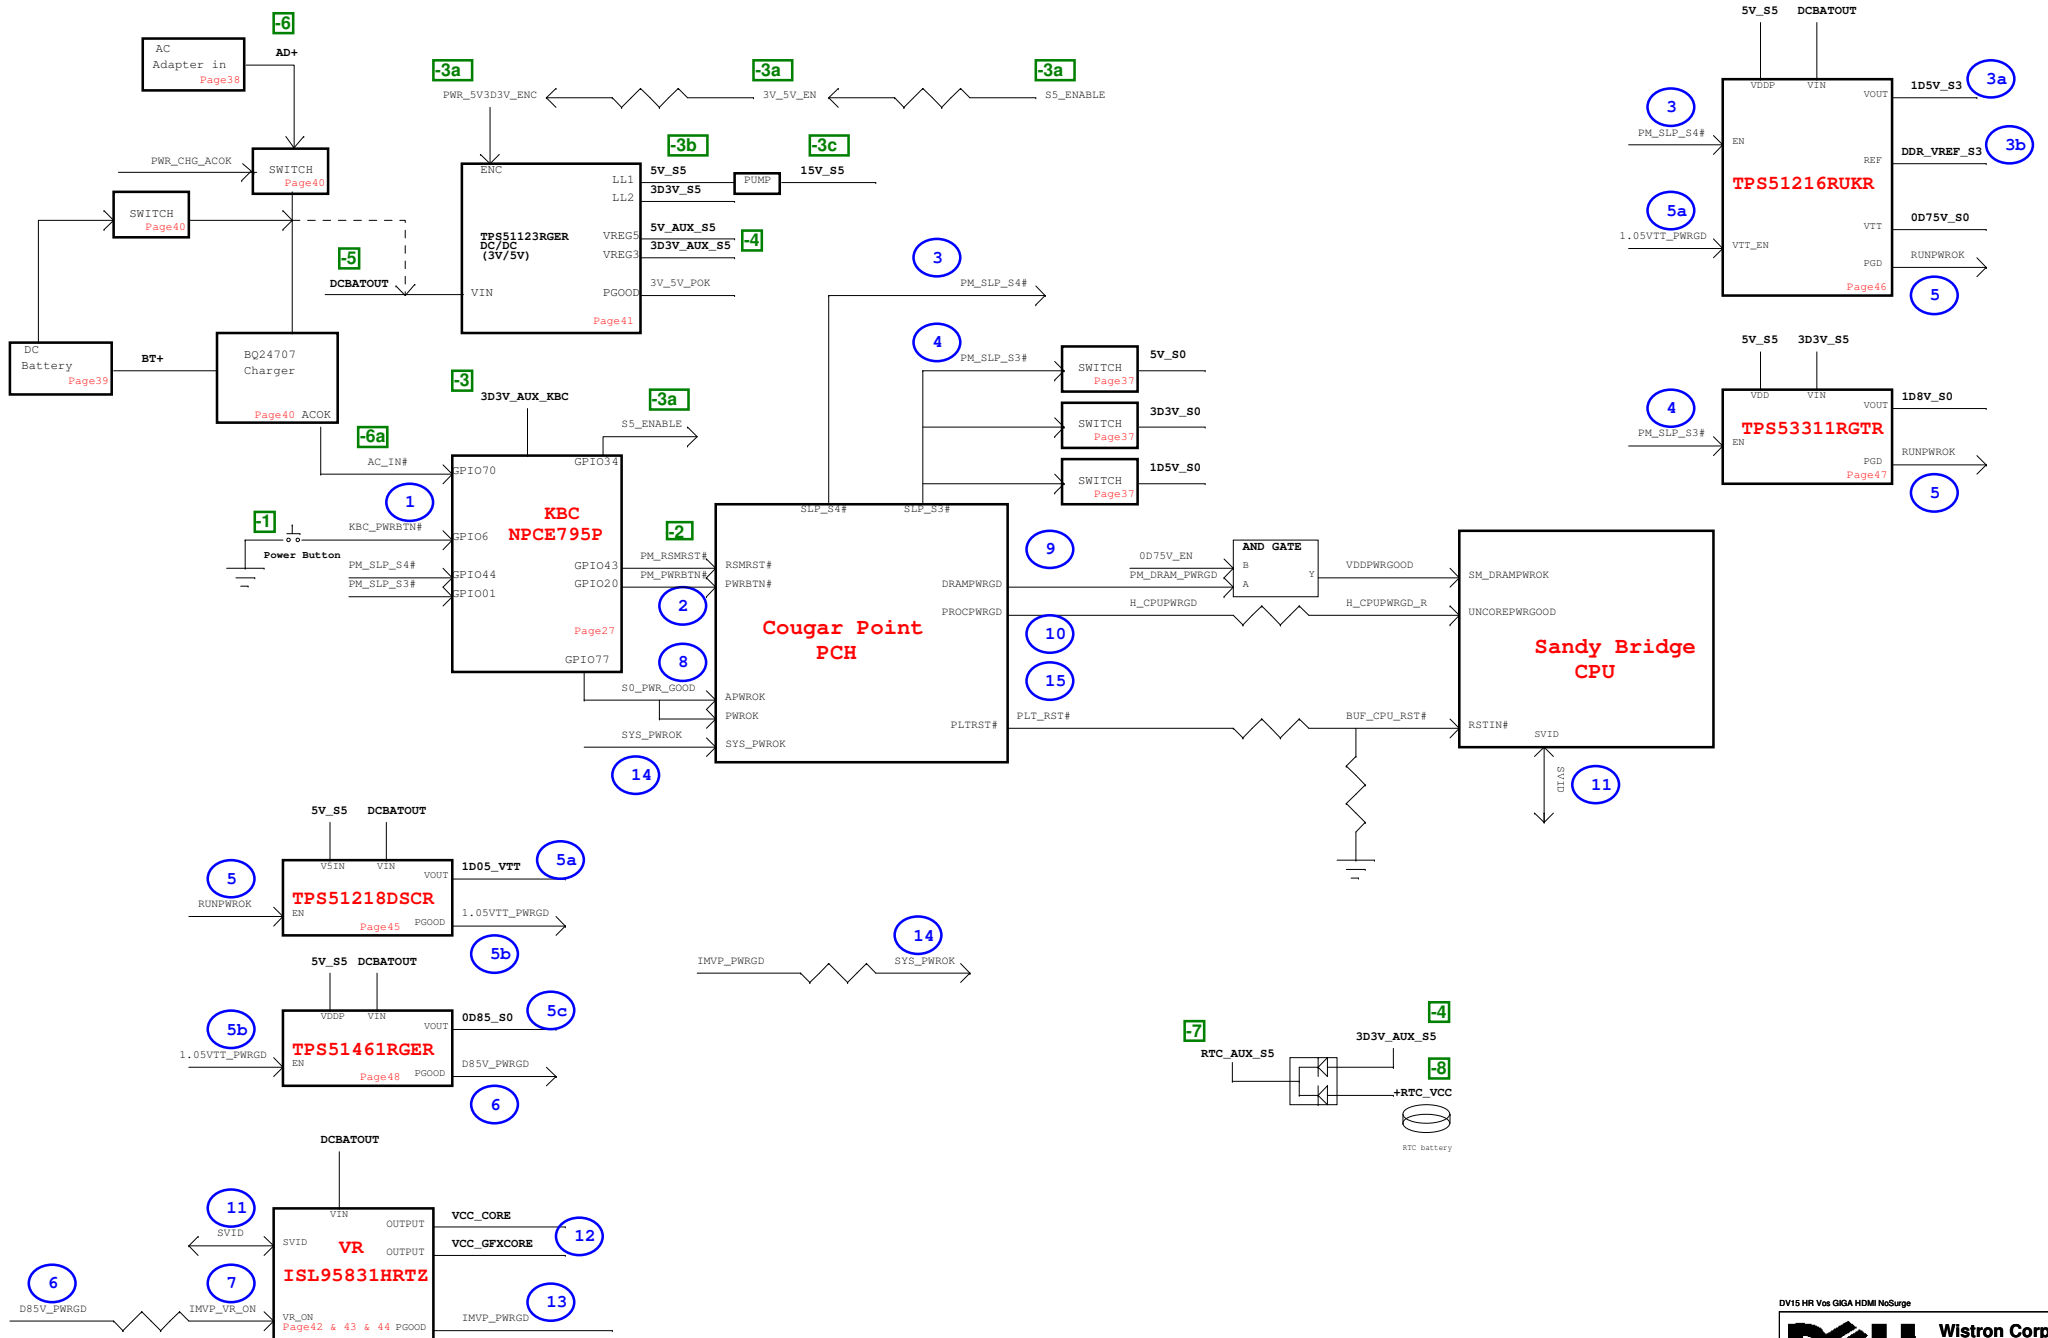 -6
AC
Adapter in
Page38
AD+
PWR_CHG_ACOK
SWITCH
Page40
SWITCH
Page40
-5
DCBATOUT
DC
Battery
Page39
BT+
BQ24707
Charger
Page40 ACOK
-3a
-3a
-3a
PWR_5V3D3V_ENC
3V_5V_EN
S5_ENABLE
-3b
-3c
ENC
LL1
5V_S5
PUMP
15V_S5
LL2
3D3V_S5
TPS51123RGER
DC/DC
(3V/5V)
VREG5
5V_AUX_S5
VREG3
3D3V_AUX_S5
-4
VIN
PGOOD
3V_5V_POK
Page41
3
PM_SLP_S4#
4
PM_SLP_S3#
SWITCH
Page37
5V_S0
SWITCH
Page37
3D3V_S0
SWITCH
Page37
1D5V_S0
5V_S5
DCBATOUT
VDDP
VIN
VOUT
1D5V_S3
3a
3
PM_SLP_S4#
EN
REF
DDR_VREF_S3
3b
TPS51216RUKR
5a
1.05VTT_PWRGD
VTT_EN
VTT
0D75V_S0
PGD
RUNPWROK
Page46
5
5V_S5
3D3V_S5
VDD
VIN
VOUT
1D8V_S0
4
PM_SLP_S3#
EN
TPS53311RGTR
PGD
RUNPWROK
Page47
5
-3
3D3V_AUX_KBC
-3a
S5_ENABLE
-6a
AC_IN#
GPIO70
GPIO34
1
-1
KBC_PWRBTN#
GPIO6
Power Button
KBC
NPCE795P
PM_SLP_S4#
GPIO44
PM_SLP_S3#
GPIO01
GPIO43
GPIO20
Page27
GPIO77
-2
PM_RSMRST#
PM_PWRBTN#
2
8
S0_PWR_GOOD
SYS_PWROK
14
SLP_S4#
SLP_S3#
RSMRST#
PWRBTN#
Cougar Point
PCH
APWROK
PWROK
SYS_PWROK
DRAMPWRGD
PROCPWRGD
PLTRST#
9
10
15
PLT_RST#
0D75V_EN
PM_DRAM_PWRGD
AND GATE
B
A
Y
VDDPWRGOOD
H_CPUPWRGD
H_CPUPWRGD_R
BUF_CPU_RST#
SM_DRAMPWROK
UNCOREPWRGOOD
Sandy Bridge
CPU
RSTIN#
SVID
SVID
11
5V_S5
DCBATOUT
V5IN
VIN
VOUT
1D05_VTT
5a
5
RUNPWROK
EN
TPS51218DSCR
Page45
PGOOD
1.05VTT_PWRGD
5b
5V_S5
DCBATOUT
VDDP
VIN
VOUT
0D85_S0
5c
5b
1.05VTT_PWRGD
EN
TPS51461RGER
Page48
PGOOD
D85V_PWRGD
6
IMVP_PWRGD
14
SYS_PWROK
-7
RTC_AUX_S5
-4
3D3V_AUX_S5
-8
+RTC_VCC
RTC battery
DCBATOUT
VIN
11
SVID
SVID
OUTPUT
VCC_CORE
OUTPUT
VCC_GFXCORE
12
VR
ISL95831HRTZ
6
D85V_PWRGD
7
IMVP_VR_ON
VR_ON
Page42 & 43 & 44
PGOOD
IMVP_PWRGD
13
DV15 HR Vos GIGA HDMI NoSurge
DELL
Wistron Corp